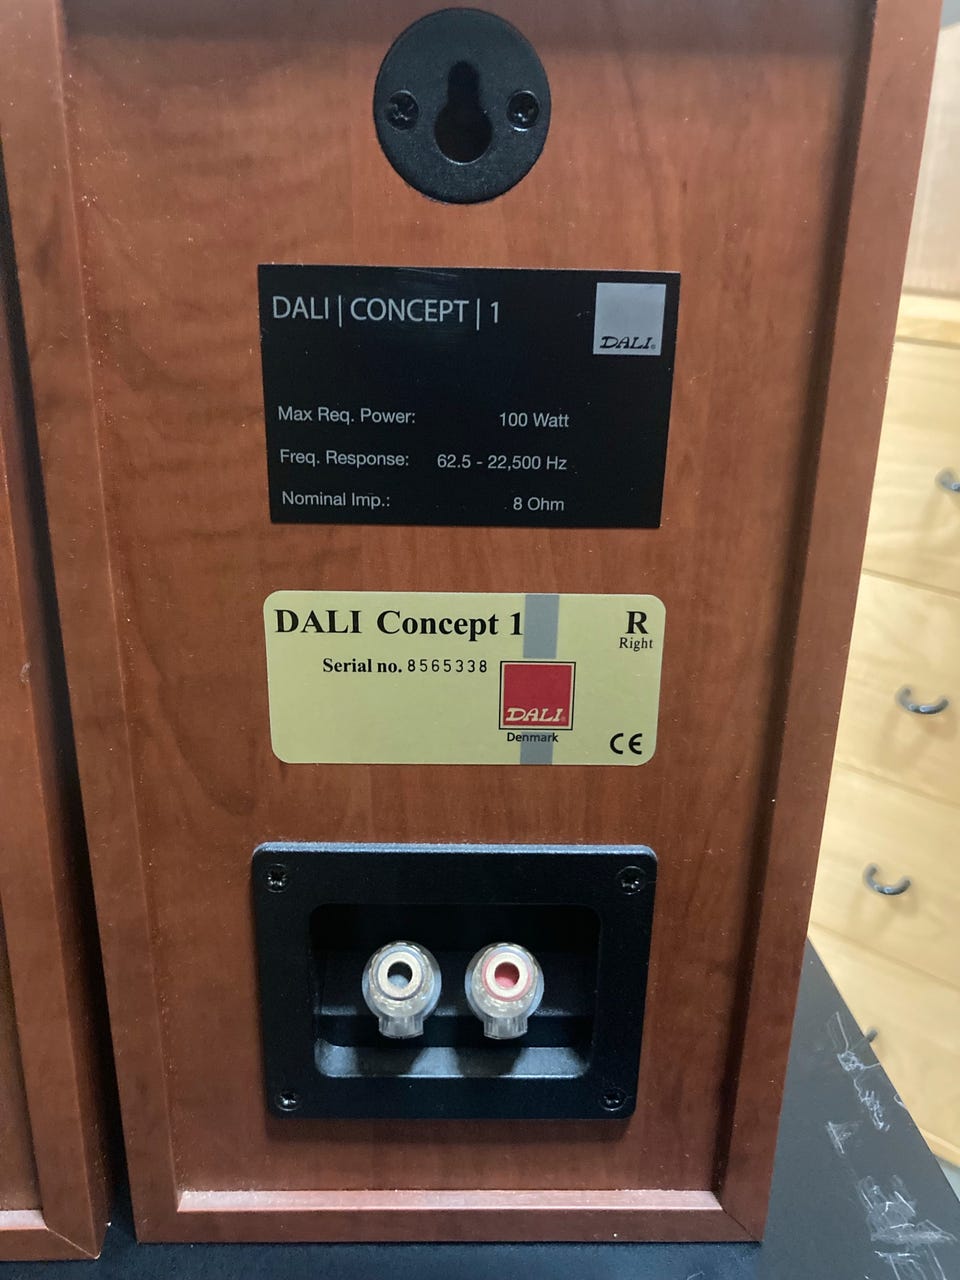 DALI | CONCEPT | 1
DALI®
Max Req. Power: 100 Watt
Freq. Response: 62.5 - 22,500 Hz
Nominal Imp.: 8 Ohm
DALI Concept 1 R
Right
Serial no. 8565338
DALI®
Denmark
CE